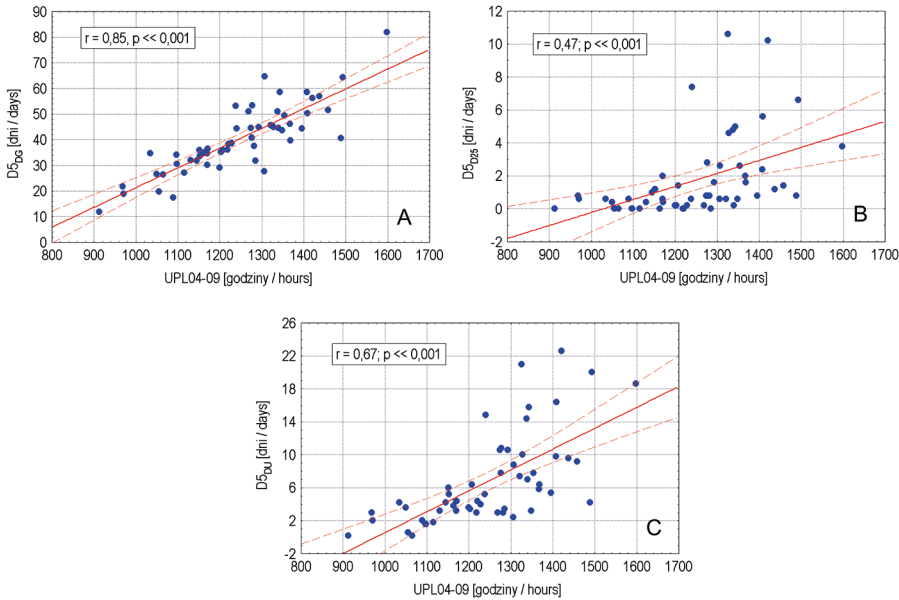 90
80
70
60
50
40
30
20
10
0
D5DG [dni / days]
r = 0,85, p << 0,001
A
800 900 1000 1100 1200 1300 1400 1500 1600 1700
UPL04-09 [godziny / hours]
12
10
8
6
4
2
0
-2
D5D25 [dni / days]
r = 0,47; p << 0,001
B
800 900 1000 1100 1200 1300 1400 1500 1600 1700
UPL04-09 [godziny / hours]
26
22
18
14
10
6
2
-2
D5DU [dni / days]
r = 0,67; p << 0,001
C
800 900 1000 1100 1200 1300 1400 1500 1600 1700
UPL04-09 [godziny / hours]